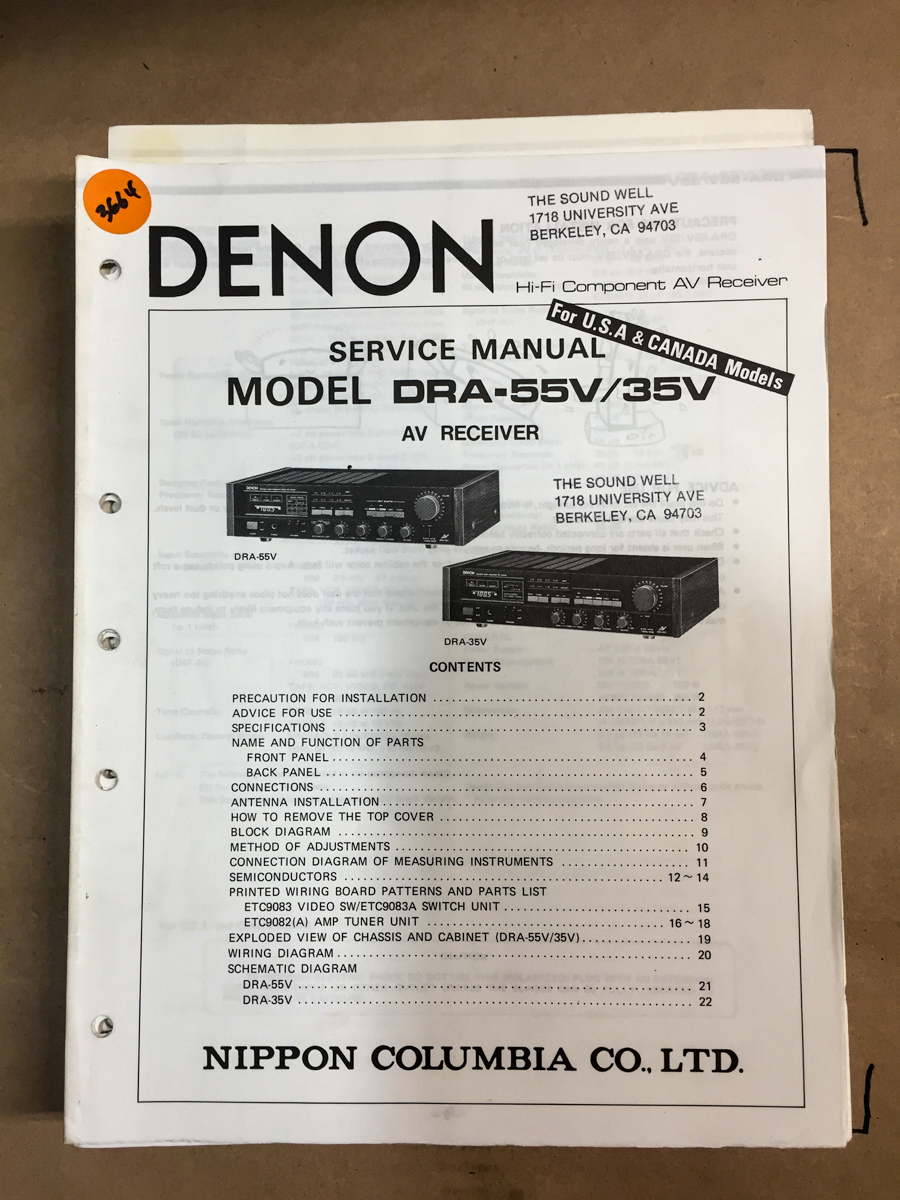 3664
THE SOUND WELL
1718 UNIVERSITY AVE
BERKELEY, CA 94703
DENON
Hi-Fi Component AV Receiver
For U.S.A & CANADA Models
SERVICE MANUAL
MODEL DRA-55V/35V
AV RECEIVER
THE SOUND WELL
1718 UNIVERSITY AVE
BERKELEY, CA 94703
DENON
DRA-55V
DENON
DRA-35V
CONTENTS
PRECAUTION FOR INSTALLATION ........ 2
ADVICE FOR USE ........ 2
SPECIFICATIONS ........ 3
NAME AND FUNCTION OF PARTS
FRONT PANEL ........ 4
BACK PANEL ........ 5
CONNECTIONS ........ 6
ANTENNA INSTALLATION ........ 7
HOW TO REMOVE THE TOP COVER ........ 8
BLOCK DIAGRAM ........ 9
METHOD OF ADJUSTMENTS ........ 10
CONNECTION DIAGRAM OF MEASURING INSTRUMENTS ........ 11
SEMICONDUCTORS ........ 12 ~ 14
PRINTED WIRING BOARD PATTERNS AND PARTS LIST
ETC9083 VIDEO SW/ETC9083A SWITCH UNIT ........ 15
ETC9082(A) AMP TUNER UNIT ........ 16 ~ 18
EXPLODED VIEW OF CHASSIS AND CABINET (DRA-55V/35V) ........ 19
WIRING DIAGRAM ........ 20
SCHEMATIC DIAGRAM
DRA-55V ........ 21
DRA-35V ........ 22
NIPPON COLUMBIA CO., LTD.